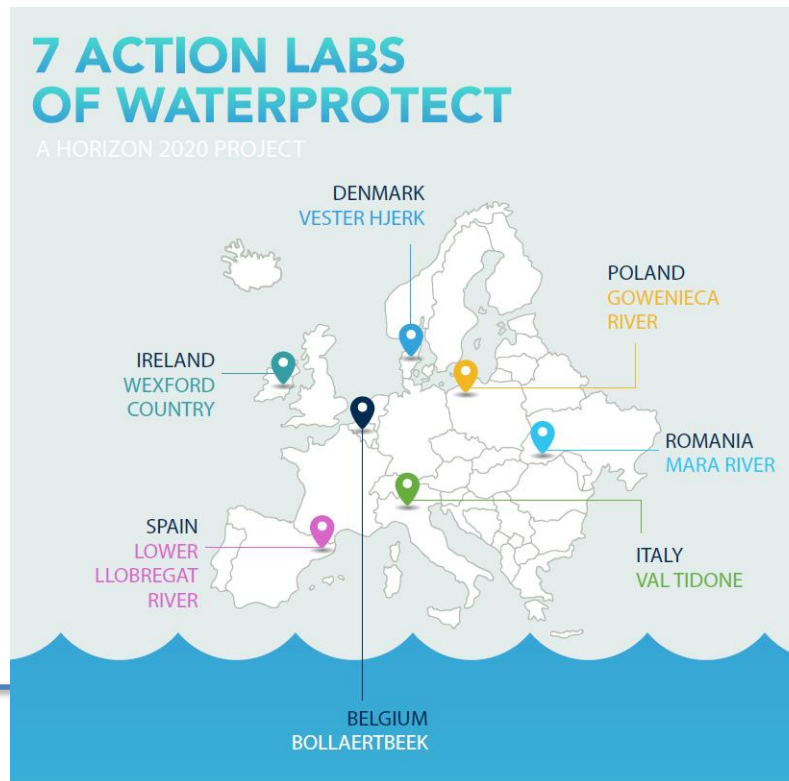 7 ACTION LABS
OF WATERPROTECT
A HORIZON 2020 PROJECT
DENMARK
VESTER HJERK
POLAND
GOWENIECA
RIVER
IRELAND
WEXFORD
COUNTRY
ROMANIA
MARA RIVER
SPAIN
LOWER
LLOBREGAT
RIVER
ITALY
VAL TIDONE
BELGIUM
BOLLAERTBEEK